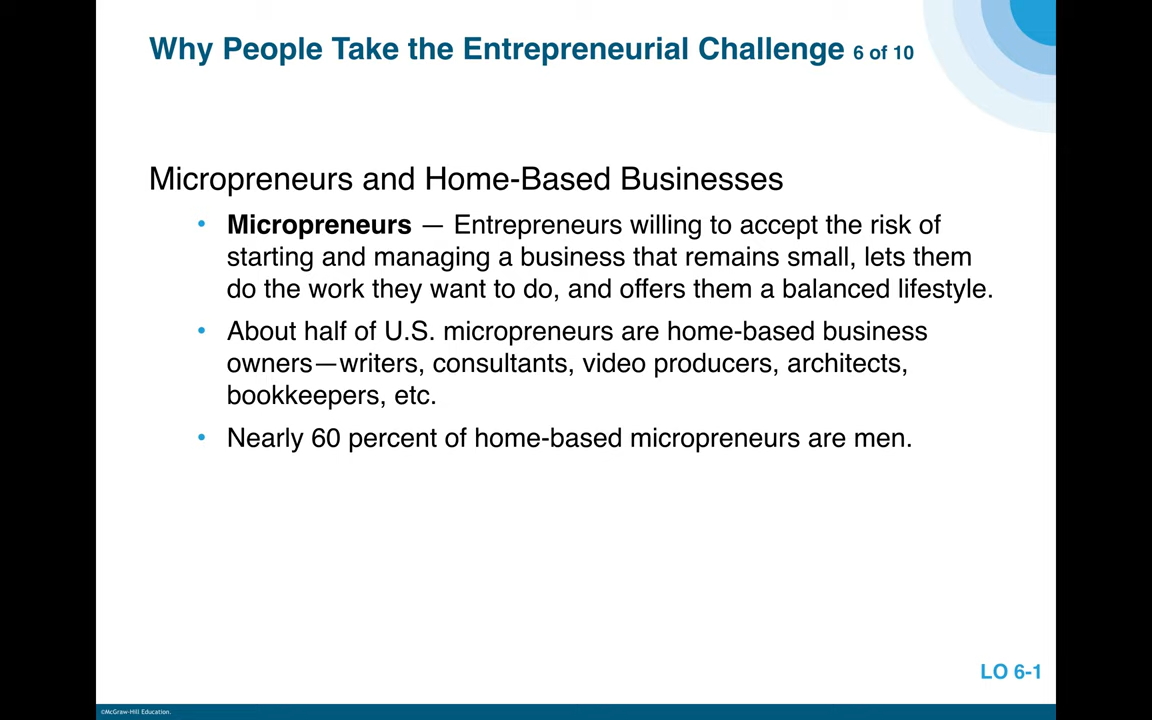 Why People Take the Entrepreneurial Challenge 6 of 10
Micropreneurs and Home-Based Businesses
• Micropreneurs — Entrepreneurs willing to accept the risk of
starting and managing a business that remains small, lets them
do the work they want to do, and offers them a balanced lifestyle.
• About half of U.S. micropreneurs are home-based business
owners—writers, consultants, video producers, architects,
bookkeepers, etc.
• Nearly 60 percent of home-based micropreneurs are men.
LO 6-1
©McGraw-Hill Education.